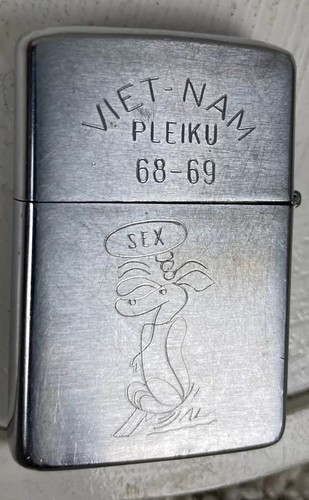 VIET-NAM
PLEIKU
68-69
SEX